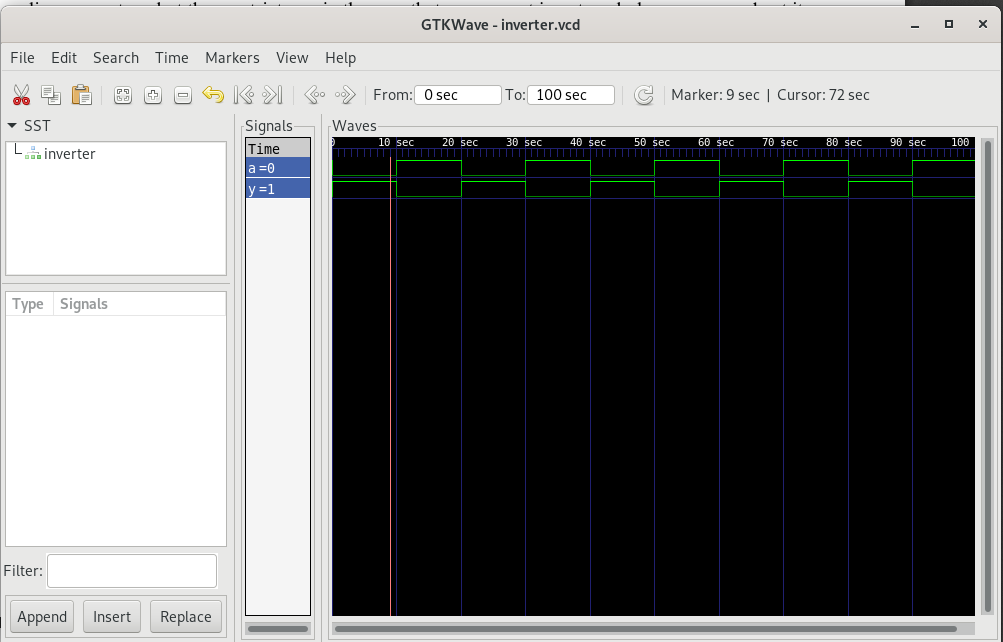 GTKWave - inverter.vcd
File Edit Search Time Markers View Help
From: 0 sec To: 100 sec Marker: 9 sec | Cursor: 72 sec
SST
inverter
Type Signals
Filter:
Append Insert Replace
Signals
Time
a =0
y =1
Waves
0 10 sec 20 sec 30 sec 40 sec 50 sec 60 sec 70 sec 80 sec 90 sec 100